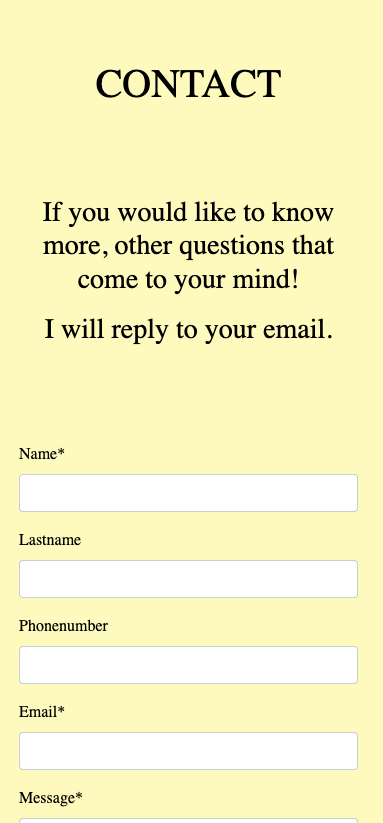 CONTACT
If you would like to know
more, other questions that
come to your mind!
I will reply to your email.
Name*
Lastname
Phonenumber
Email*
Message*